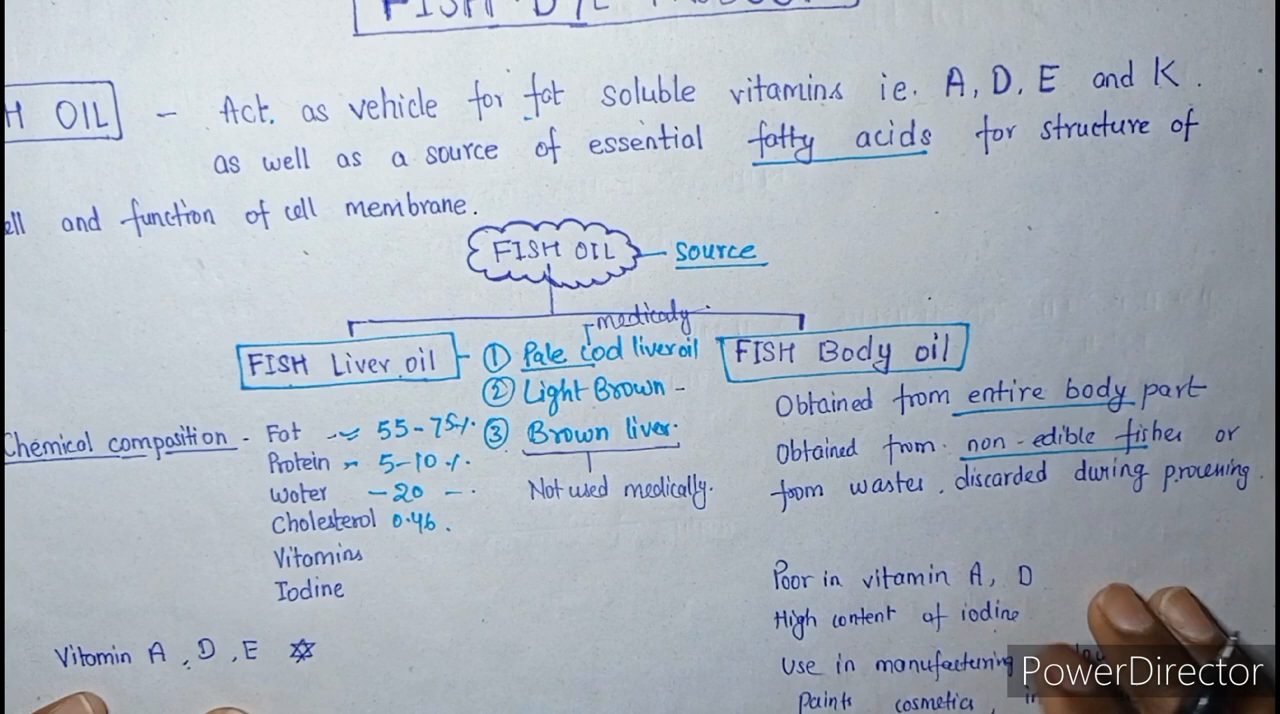 FISH
H OIL - Act. as vehicle for fat soluble vitamins ie. A, D, E and K.
as well as a source of essential fatty acids for structure of
ell and function of cell membrane.
FISH OIL - Source
medicaly
FISH Liver oil - ① Pale cod liver oil
FISH Body oil
② Light Brown -
③ Brown liver.
Not used medically.
Chemical composition - Fat 55-75%.
Protein 5-10%.
Water - 20 -.
Cholesterol 0.46.
Vitamins
Iodine
Vitamin A, D, E
Obtained from entire body part
Obtained from non-edible fishes or
from wastes, discarded during processing.
Poor in vitamin A, D
High content of iodine
Use in manufacturing
Paints cosmetics, in
PowerDirector